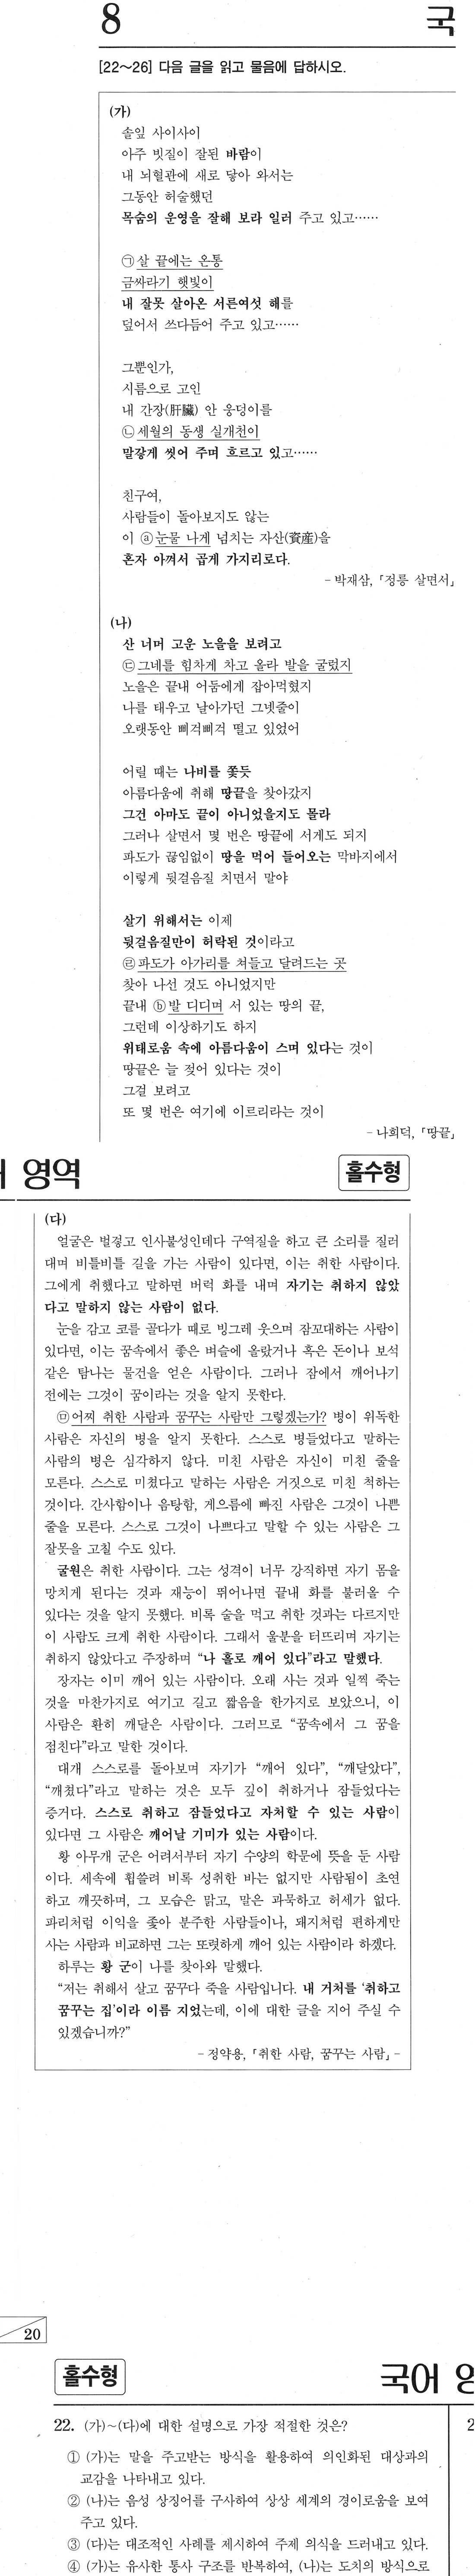 8
국
[22~26] 다음 글을 읽고 물음에 답하시오.
(가)
솔잎 사이사이
아주 빗질이 잘된 바람이
내 뇌혈관에 새로 닿아 와서는
그동안 허술했던
목숨의 운영을 잘해 보라 일러 주고 있고……
㉠살 끝에는 온통
금싸라기 햇빛이
내 잘못 살아온 서른여섯 해를
덮어서 쓰다듬어 주고 있고……
그뿐인가,
시름으로 고인
내 간장(肝臟) 안 웅덩이를
㉡세월의 동생 실개천이
말갛게 씻어 주며 흐르고 있고……
친구여,
사람들이 돌아보지도 않는
이 ⓐ눈물 나게 넘치는 자산(資産)을
혼자 아껴서 곱게 가지리로다.
- 박재삼, 「정릉 살면서」
(나)
산 너머 고운 노을을 보려고
㉢그네를 힘차게 차고 올라 발을 굴렀지
노을은 끝내 어둠에게 잡아먹혔지
나를 태우고 날아가던 그넷줄이
오랫동안 삐걱삐걱 떨고 있었어
어릴 때는 나비를 쫓듯
아름다움에 취해 땅끝을 찾아갔지
그건 아마도 끝이 아니었을지도 몰라
그러나 살면서 몇 번은 땅끝에 서게도 되지
파도가 끊임없이 땅을 먹어 들어오는 막바지에서
이렇게 뒷걸음질 치면서 말야
살기 위해서는 이제
뒷걸음질만이 허락된 것이라고
㉣파도가 아가리를 쳐들고 달려드는 곳
찾아 나선 것도 아니었지만
끝내 ⓑ발 디디며 서 있는 땅의 끝,
그런데 이상하기도 하지
위태로움 속에 아름다움이 스며 있다는 것이
땅끝은 늘 젖어 있다는 것이
그걸 보려고
또 몇 번은 여기에 이르리라는 것이
- 나희덕, 「땅끝」
영역
홀수형
(다)
얼굴은 벌겋고 인사불성인데다 구역질을 하고 큰 소리를 질러
대며 비틀비틀 길을 가는 사람이 있다면, 이는 취한 사람이다.
그에게 취했다고 말하면 버럭 화를 내며 자기는 취하지 않았
다고 말하지 않는 사람이 없다.
눈을 감고 코를 골다가 때로 빙그레 웃으며 잠꼬대하는 사람이
있다면, 이는 꿈속에서 좋은 벼슬에 올랐거나 혹은 돈이나 보석
같은 탐나는 물건을 얻은 사람이다. 그러나 잠에서 깨어나기
전에는 그것이 꿈이라는 것을 알지 못한다.
㉤어찌 취한 사람과 꿈꾸는 사람만 그렇겠는가? 병이 위독한
사람은 자신의 병을 알지 못한다. 스스로 병들었다고 말하는
사람의 병은 심각하지 않다. 미친 사람은 자신이 미친 줄을
모른다. 스스로 미쳤다고 말하는 사람은 거짓으로 미친 척하는
것이다. 간사함이나 음탕함, 게으름에 빠진 사람은 그것이 나쁜
줄을 모른다. 스스로 그것이 나쁘다고 말할 수 있는 사람은 그
잘못을 고칠 수도 있다.
굴원은 취한 사람이다. 그는 성격이 너무 강직하면 자기 몸을
망치게 된다는 것과 재능이 뛰어나면 끝내 화를 불러올 수
있다는 것을 알지 못했다. 비록 술을 먹고 취한 것과는 다르지만
이 사람도 크게 취한 사람이다. 그래서 울분을 터뜨리며 자기는
취하지 않았다고 주장하며 “나 홀로 깨어 있다”라고 말했다.
장자는 이미 깨어 있는 사람이다. 오래 사는 것과 일찍 죽는
것을 마찬가지로 여기고 길고 짧음을 한가지로 보았으니, 이
사람은 환히 깨달은 사람이다. 그러므로 “꿈속에서 그 꿈을
점친다”라고 말한 것이다.
대개 스스로를 돌아보며 자기가 “깨어 있다”, “깨달았다”,
“깨쳤다”라고 말하는 것은 모두 깊이 취하거나 잠들었다는
증거다. 스스로 취하고 잠들었다고 자처할 수 있는 사람이
있다면 그 사람은 깨어날 기미가 있는 사람이다.
황 아무개 군은 어려서부터 자기 수양의 학문에 뜻을 둔 사람
이다. 세속에 휩쓸려 비록 성취한 바는 없지만 사람됨이 초연
하고 깨끗하며, 그 모습은 맑고, 말은 과묵하고 허세가 없다.
파리처럼 이익을 좇아 분주한 사람들이나, 돼지처럼 편하게만
사는 사람과 비교하면 그는 또렷하게 깨어 있는 사람이라 하겠다.
하루는 황 군이 나를 찾아와 말했다.
“저는 취해서 살고 꿈꾸다 죽을 사람입니다. 내 거처를 ‘취하고
꿈꾸는 집’이라 이름 지었는데, 이에 대한 글을 지어 주실 수
있겠습니까?”
- 정약용, 「취한 사람, 꿈꾸는 사람」 -
20
홀수형
국어 영
22. (가)~(다)에 대한 설명으로 가장 적절한 것은?
① (가)는 말을 주고받는 방식을 활용하여 의인화된 대상과의
교감을 나타내고 있다.
② (나)는 음성 상징어를 구사하여 상상 세계의 경이로움을 보여
주고 있다.
③ (다)는 대조적인 사례를 제시하여 주제 의식을 드러내고 있다.
④ (가)는 유사한 통사 구조를 반복하여, (나)는 도치의 방식으로